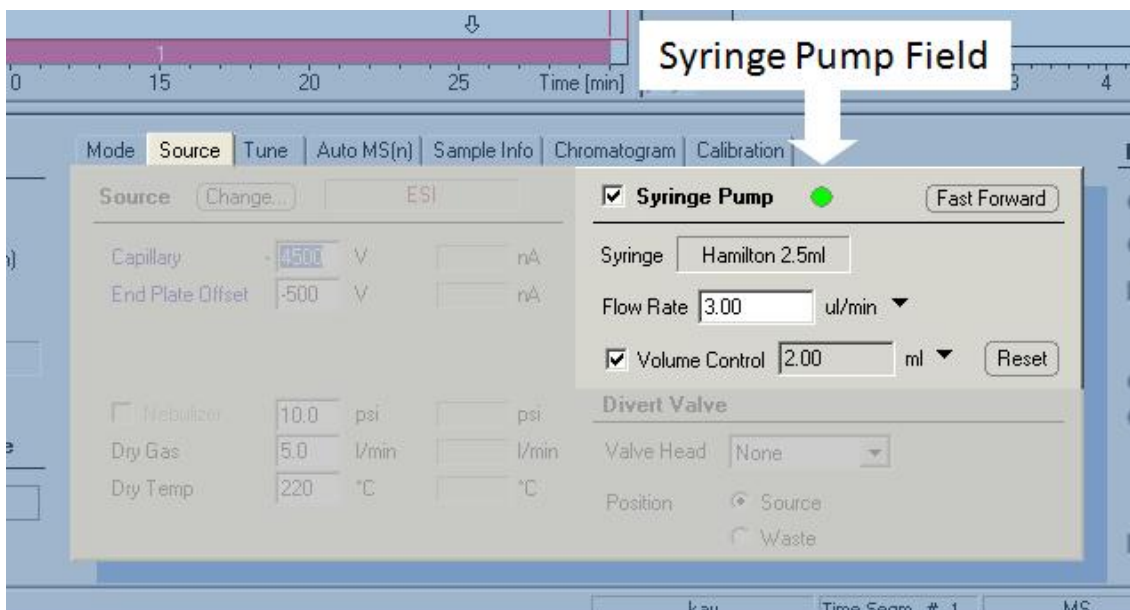 1
Syringe Pump Field
0 15 20 25 Time [min] 3 4
Mode Source Tune Auto MS(n) Sample Info Chromatogram Calibration
Source Change... ESI
Syringe Pump Fast Forward
Capillary - 4500 V nA
Syringe Hamilton 2.5ml
End Plate Offset -500 V nA
Flow Rate 3.00 ul/min
Volume Control 2.00 ml Reset
Nebulizer 10.0 psi psi
Divert Valve
Dry Gas 5.0 l/min l/min
Valve Head None
Dry Temp 220 °C °C
Position Source
Waste
kay Time Segm. # 1 MS